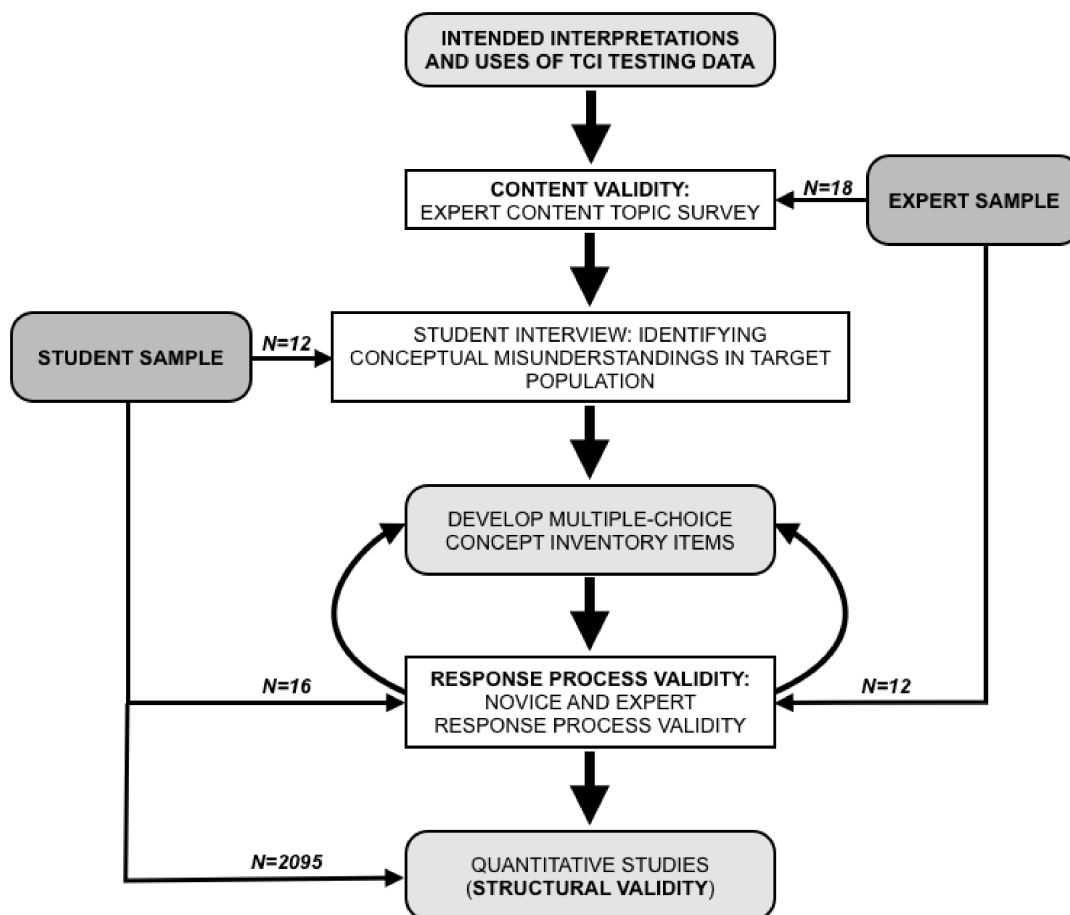 INTENDED INTERPRETATIONS
AND USES OF TCI TESTING DATA
CONTENT VALIDITY:
EXPERT CONTENT TOPIC SURVEY
N=18
EXPERT SAMPLE
STUDENT SAMPLE
N=12
STUDENT INTERVIEW: IDENTIFYING
CONCEPTUAL MISUNDERSTANDINGS IN TARGET
POPULATION
DEVELOP MULTIPLE-CHOICE
CONCEPT INVENTORY ITEMS
N=16
RESPONSE PROCESS VALIDITY:
NOVICE AND EXPERT
RESPONSE PROCESS VALIDITY
N=12
N=2095
QUANTITATIVE STUDIES
(STRUCTURAL VALIDITY)